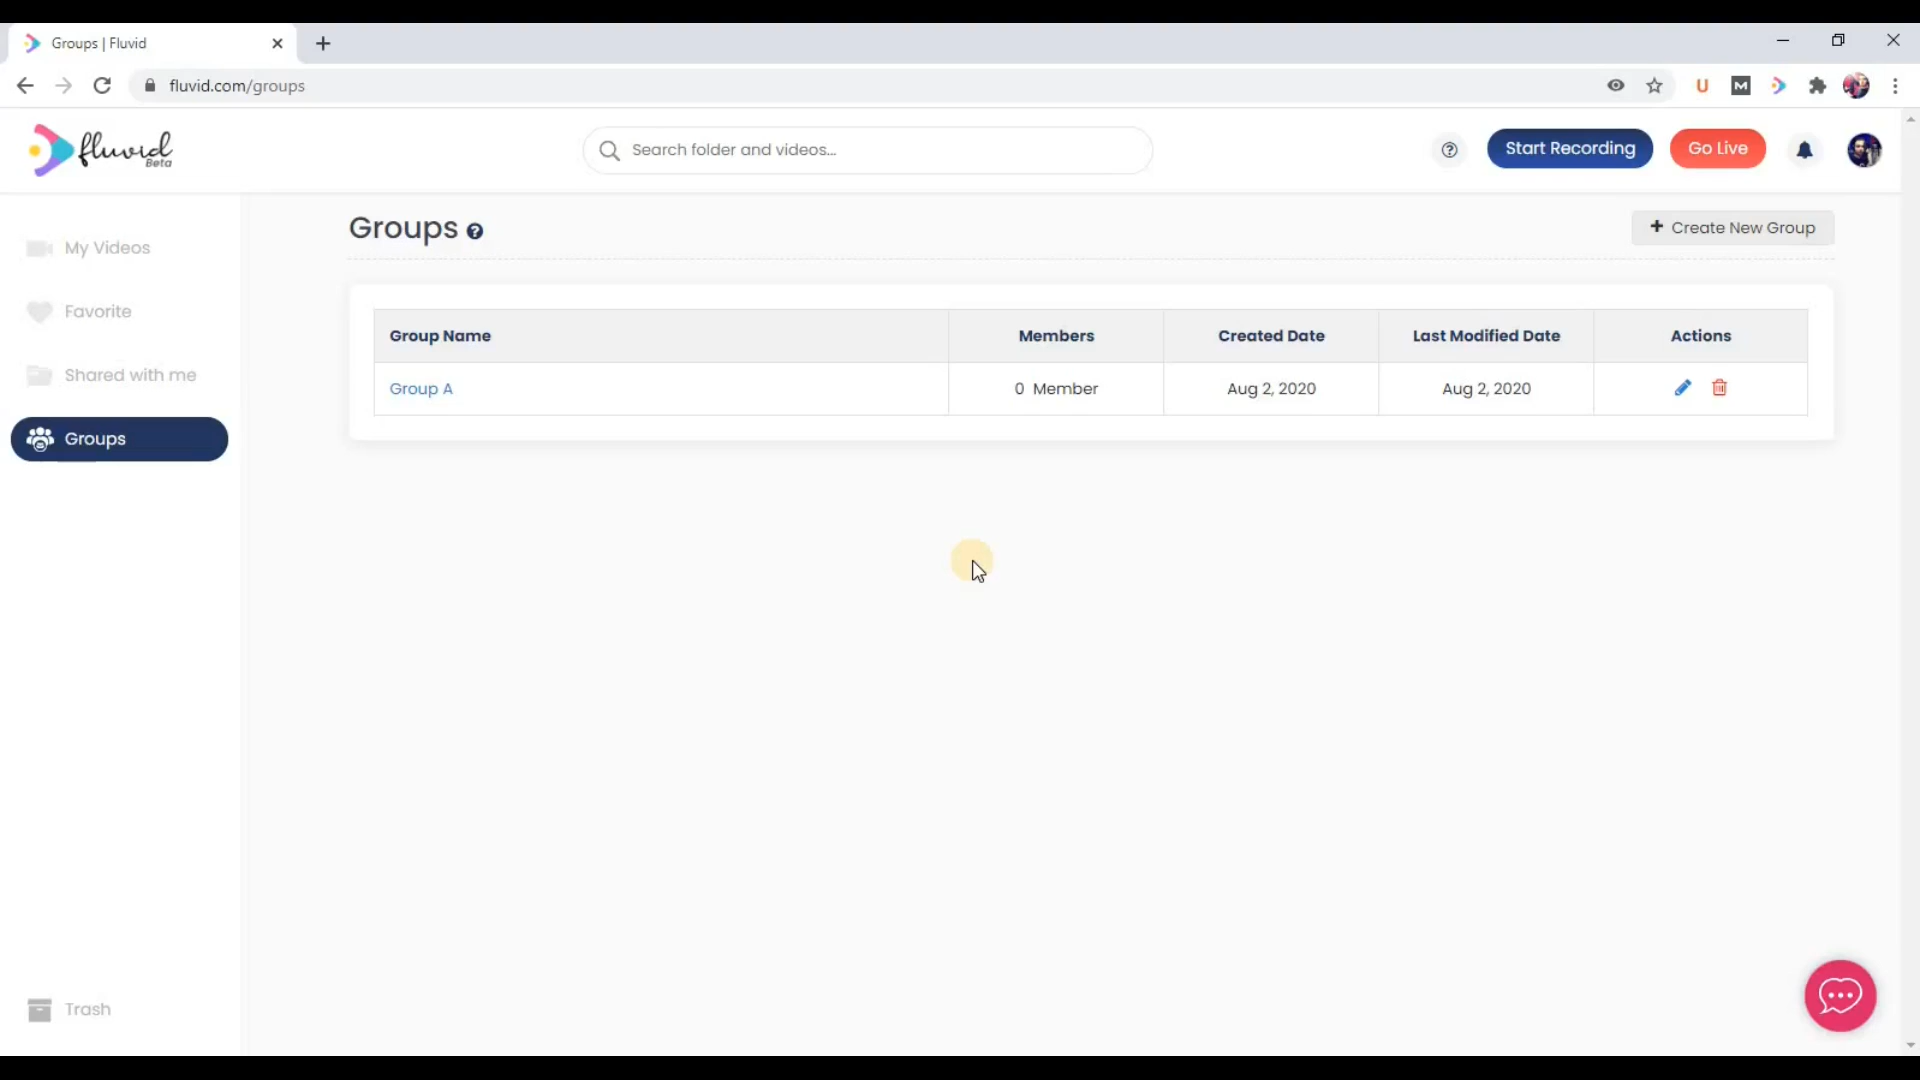 Groups | Fluvid
fluvid.com/groups
fluvid
Beta
Search folder and videos...
Start Recording
Go Live
My Videos
Favorite
Shared with me
Groups
Trash
Groups
+ Create New Group
Group Name Members Created Date Last Modified Date Actions
Group A 0 Member Aug 2, 2020 Aug 2, 2020